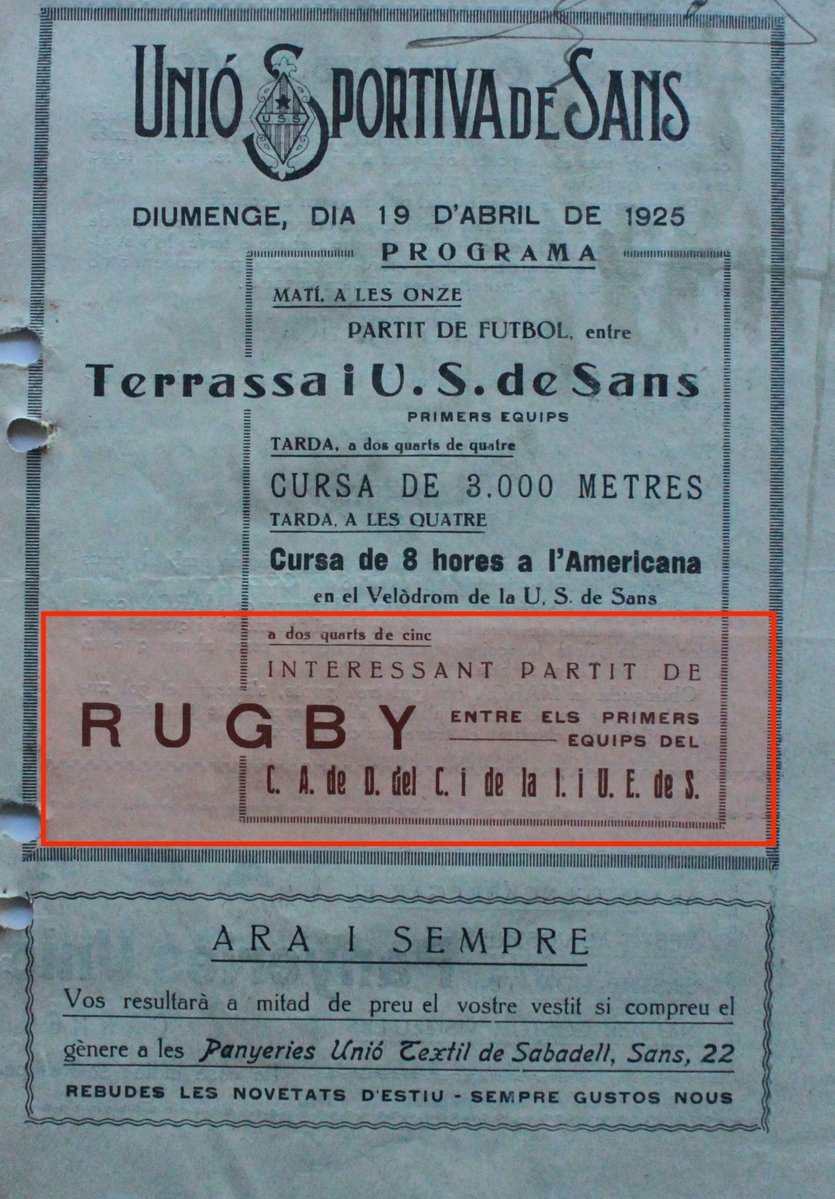 UNIÓ SPORTIVA DE SANS
USS
DIUMENGE, DIA 19 D'ABRIL DE 1925
PROGRAMA
MATÍ, A LES ONZE
PARTIT DE FUTBOL, entre
Terrassa i U. S. de Sans
PRIMERS EQUIPS
TARDA, a dos quarts de quatre
CURSA DE 3.000 METRES
TARDA, A LES QUATRE
Cursa de 8 hores a l'Americana
en el Velòdrom de la U. S. de Sans
a dos quarts de cinc
INTERESSANT PARTIT DE
RUGBY ENTRE ELS PRIMERS
EQUIPS DEL
C. A. de D. del C. i de la I. i U. E. de S.
ARA I SEMPRE
Vos resultarà a mitad de preu el vostre vestit si compreu el
gènere a les Panyeries Unió Textil de Sabadell, Sans, 22
REBUDES LES NOVETATS D'ESTIU - SEMPRE GUSTOS NOUS